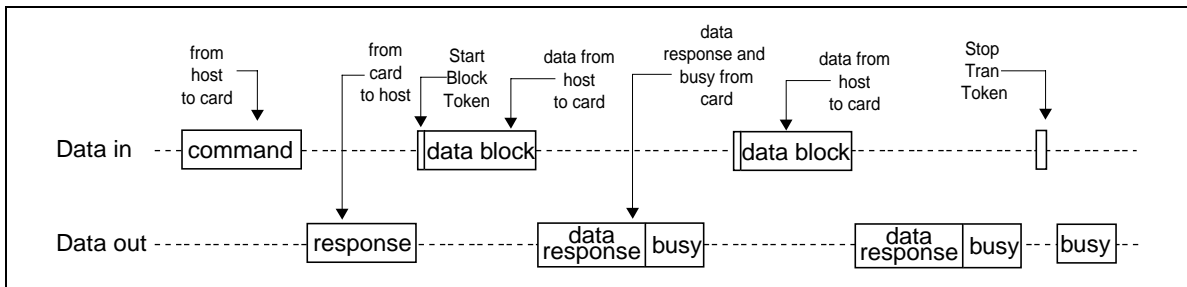 from
host
to card
from
card
to host
Start
Block
Token
data from
host
to card
data
response and
busy from
card
data from
host
to card
Stop
Tran
Token
Data in
command
data block
data block
Data out
response
data
response
busy
data
response
busy
busy